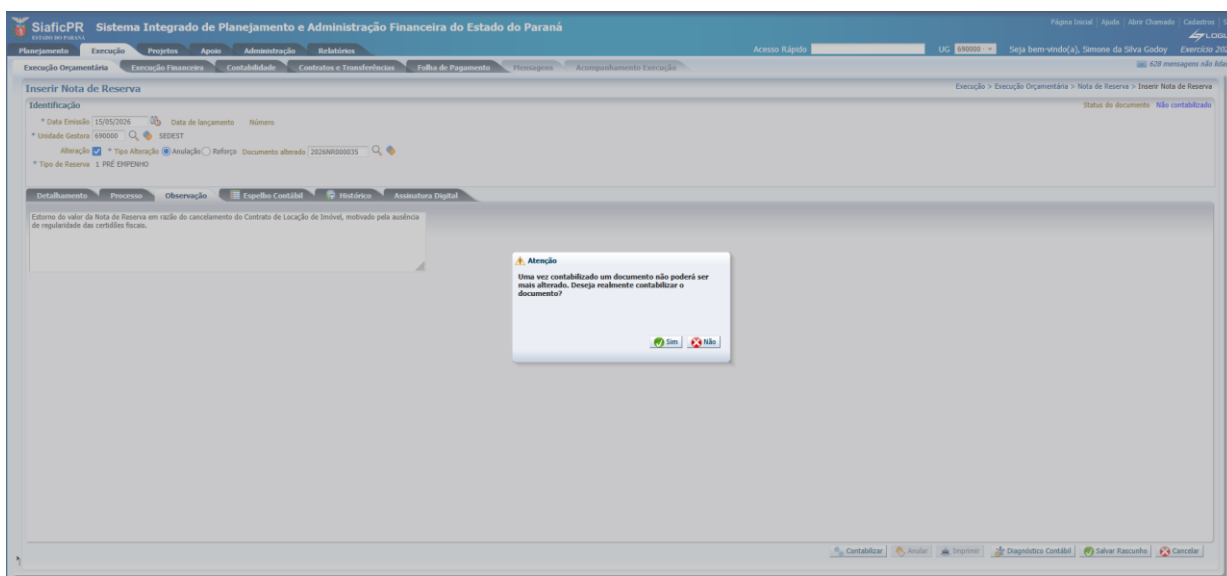 SiaficPR Sistema Integrado de Planejamento e Administração Financeira do Estado do Paraná
ESTADO DO PARANÁ
Página Inicial | Ajuda | Abrir Chamado | Cadastros |
Planejamento Execução Projetos Apoio Administração Relatórios
Acesso Rápido UG 690000 Seja bem-vindo(a), Simone da Silva Godoy Exercício 202
Execução Orçamentária Execução Financeira Contabilidade Contratos e Transferências Folha de Pagamento Mensagens Acompanhamento Execução
628 mensagens não lida
Inserir Nota de Reserva
Execução > Execução Orçamentária > Nota de Reserva > Inserir Nota de Reserva
Identificação
Status do documento Não contabilizado
* Data Emissão 15/05/2026 Data de lançamento Número
* Unidade Gestora 690000 SEDEST
Alteração * Tipo Alteração Anulação Reforço Documento alterado 2026NR000035
* Tipo de Reserva 1 PRÉ EMPENHO
Detalhamento Processo Observação Espelho Contábil Histórico Assinatura Digital
Estorno do valor da Nota de Reserva em razão do cancelamento do Contrato de Locação de Imóvel, motivado pela ausência
de regularidade das certidões fiscais.
Atenção
Uma vez contabilizado um documento não poderá ser
mais alterado. Deseja realmente contabilizar o
documento?
Sim Não
Contabilizar Anular Imprimir Diagnóstico Contábil Salvar Rascunho Cancelar